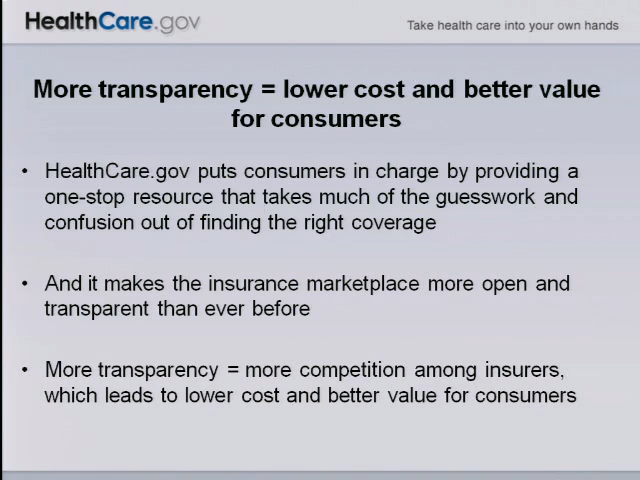 HealthCare.gov
Take health care into your own hands
More transparency = lower cost and better value
for consumers
• HealthCare.gov puts consumers in charge by providing a
one-stop resource that takes much of the guesswork and
confusion out of finding the right coverage
• And it makes the insurance marketplace more open and
transparent than ever before
• More transparency = more competition among insurers,
which leads to lower cost and better value for consumers